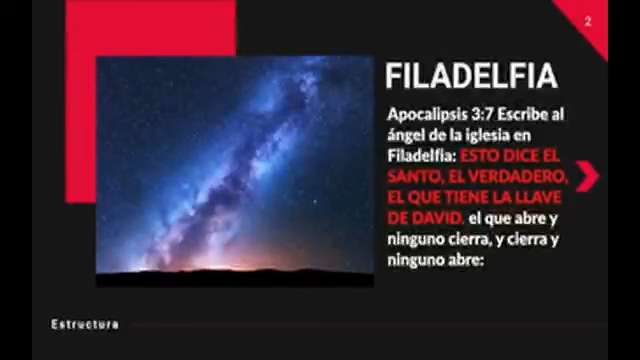 2
FILADELFIA
Apocalipsis 3:7 Escribe al
ángel de la iglesia en
Filadelfia: ESTO DICE EL
SANTO, EL VERDADERO,
EL QUE TIENE LA LLAVE
DE DAVID, el que abre y
ninguno cierra, y cierra y
ninguno abre:
Estructura